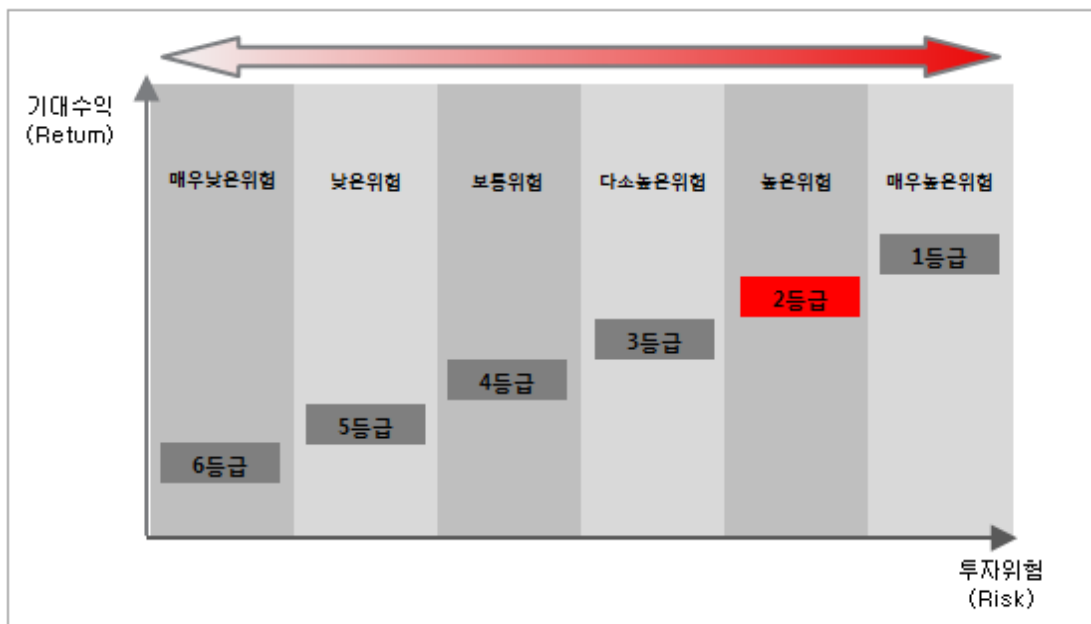 기대수익
(Retum)
매우낮은위험
낮은위험
보통위험
다소높은위험
높은위험
매우높은위험
1등급
2등급
3등급
4등급
5등급
6등급
투자위험
(Risk)